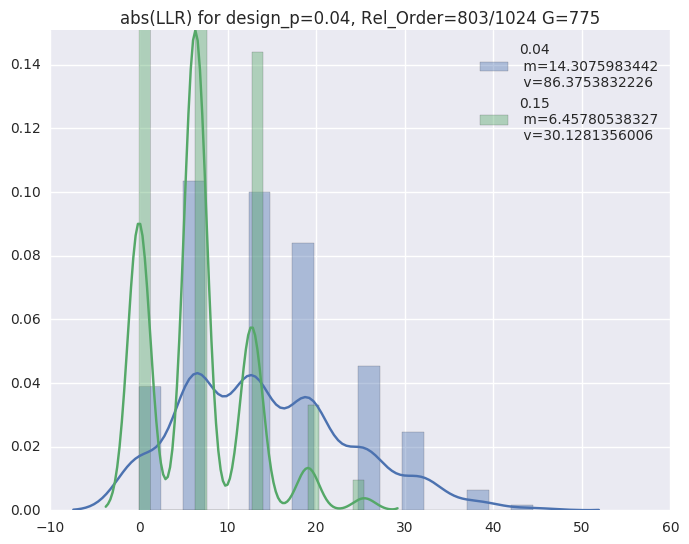 abs(LLR) for design_p=0.04, Rel_Order=803/1024 G=775
0.04
m=14.3075983442
v=86.3753832226
0.15
m=6.45780538327
v=30.1281356006
0.14
0.12
0.10
0.08
0.06
0.04
0.02
0.00
−10 0 10 20 30 40 50 60